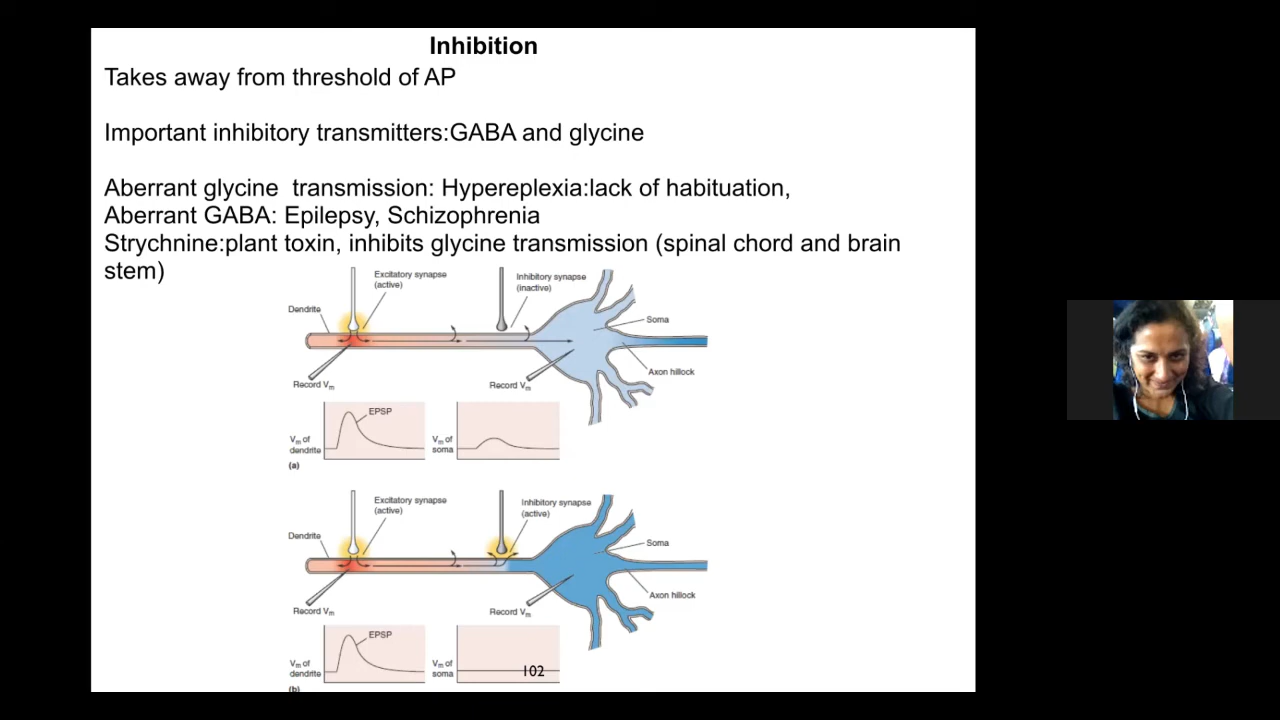 Inhibition
Takes away from threshold of AP
Important inhibitory transmitters:GABA and glycine
Aberrant glycine  transmission: Hypereplexia:lack of habituation,
Aberrant GABA: Epilepsy, Schizophrenia
Strychnine:plant toxin, inhibits glycine transmission (spinal chord and brain
stem)
Excitatory synapse
(active)
Inhibitory synapse
(inactive)
Dendrite
Soma
Axon hillock
Record Vm
Record Vm
EPSP
Vm of
dendrite
Vm of
soma
(a)
Excitatory synapse
(active)
Inhibitory synapse
(active)
Dendrite
Soma
Axon hillock
Record Vm
Record Vm
EPSP
Vm of
dendrite
Vm of
soma
102
(b)